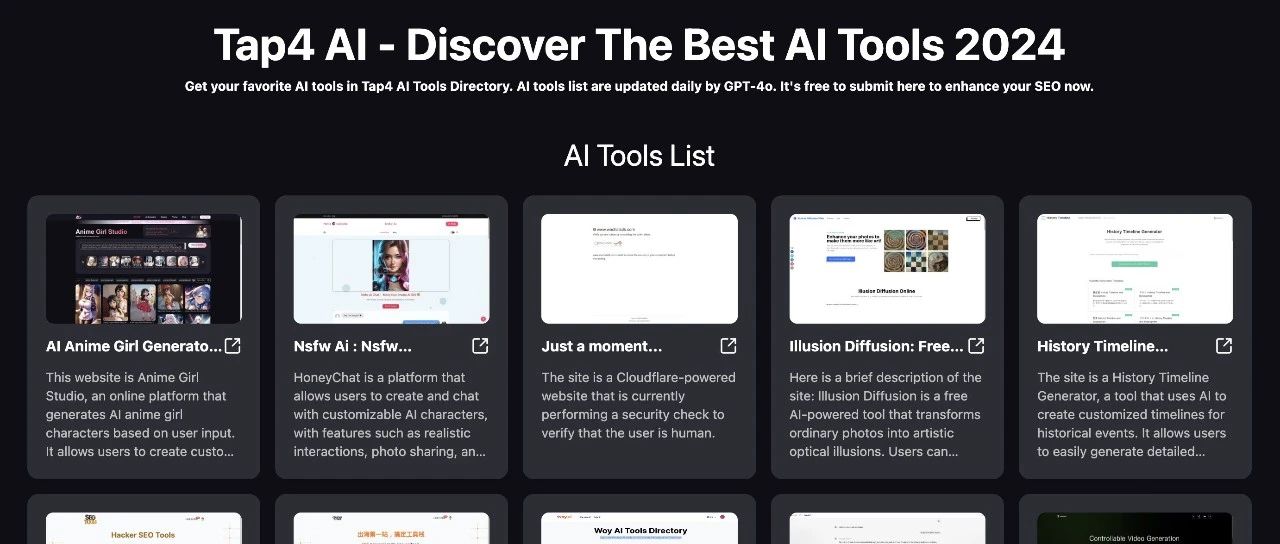 Tap4 AI - Discover The Best AI Tools 2024
Get your favorite AI tools in Tap4 AI Tools Directory. AI tools list are updated daily by GPT-4o. It's free to submit here to enhance your SEO now.
AI Tools List
Anime Girl Studio
Enhance your photos to
make them more like art!
Illusion Diffusion Online
History Timeline Generator
AI Anime Girl Generato...
This website is Anime Girl
Studio, an online platform that
generates AI anime girl
characters based on user input.
It allows users to create custo...
Nsfw Ai : Nsfw...
HoneyChat is a platform that
allows users to create and chat
with customizable AI characters,
with features such as realistic
interactions, photo sharing, an...
Just a moment...
The site is a Cloudflare-powered
website that is currently
performing a security check to
verify that the user is human.
Illusion Diffusion: Free...
Here is a brief description of the
site: Illusion Diffusion is a free
AI-powered tool that transforms
ordinary photos into artistic
optical illusions. Users can...
History Timeline...
The site is a History Timeline
Generator, a tool that uses AI to
create customized timelines for
historical events. It allows users
to easily generate detailed...
Hacker SEO Tools
出海第一站，搞定工具栈
Woy AI Tools Directory
Controllable Video Generation